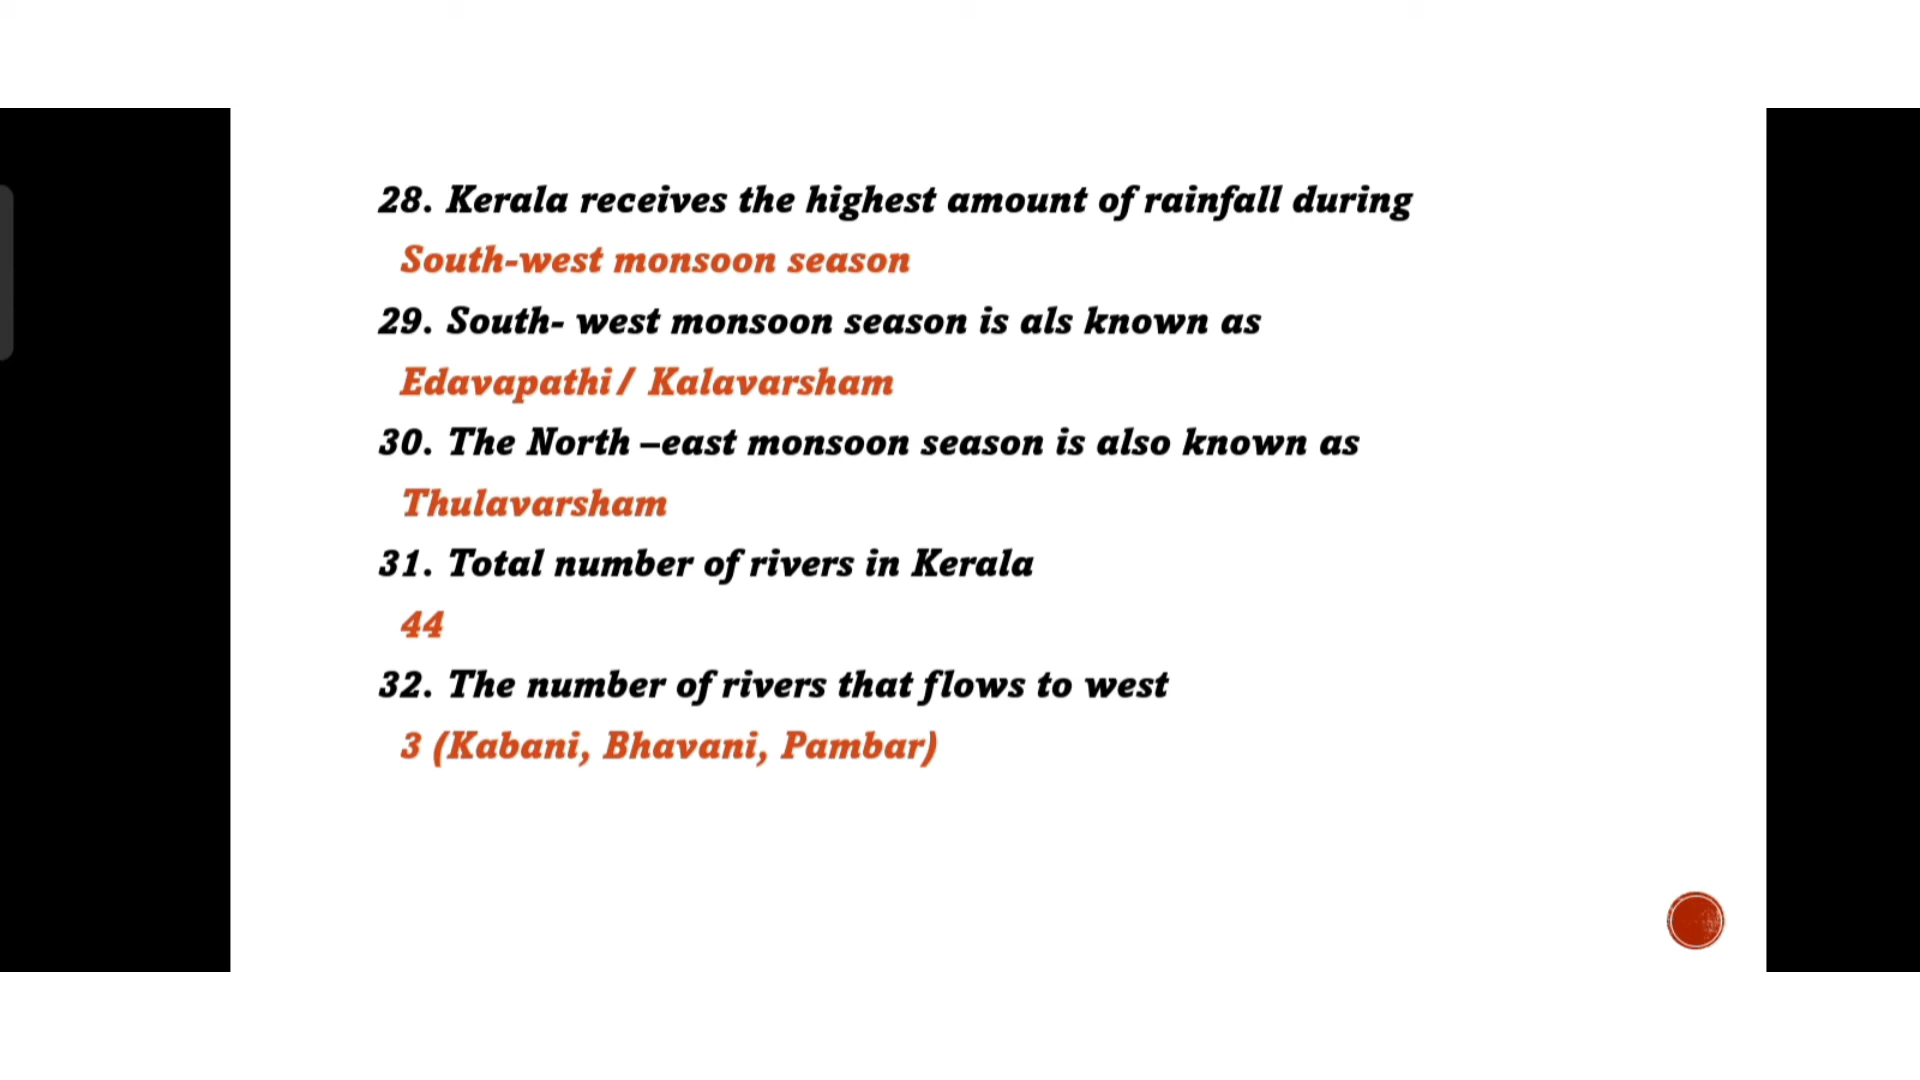 28. Kerala receives the highest amount of rainfall during
South-west monsoon season
29. South- west monsoon season is als known as
Edavapathi/ Kalavarsham
30. The North –east monsoon season is also known as
Thulavarsham
31. Total number of rivers in Kerala
44
32. The number of rivers that flows to west
3 (Kabani, Bhavani, Pambar)